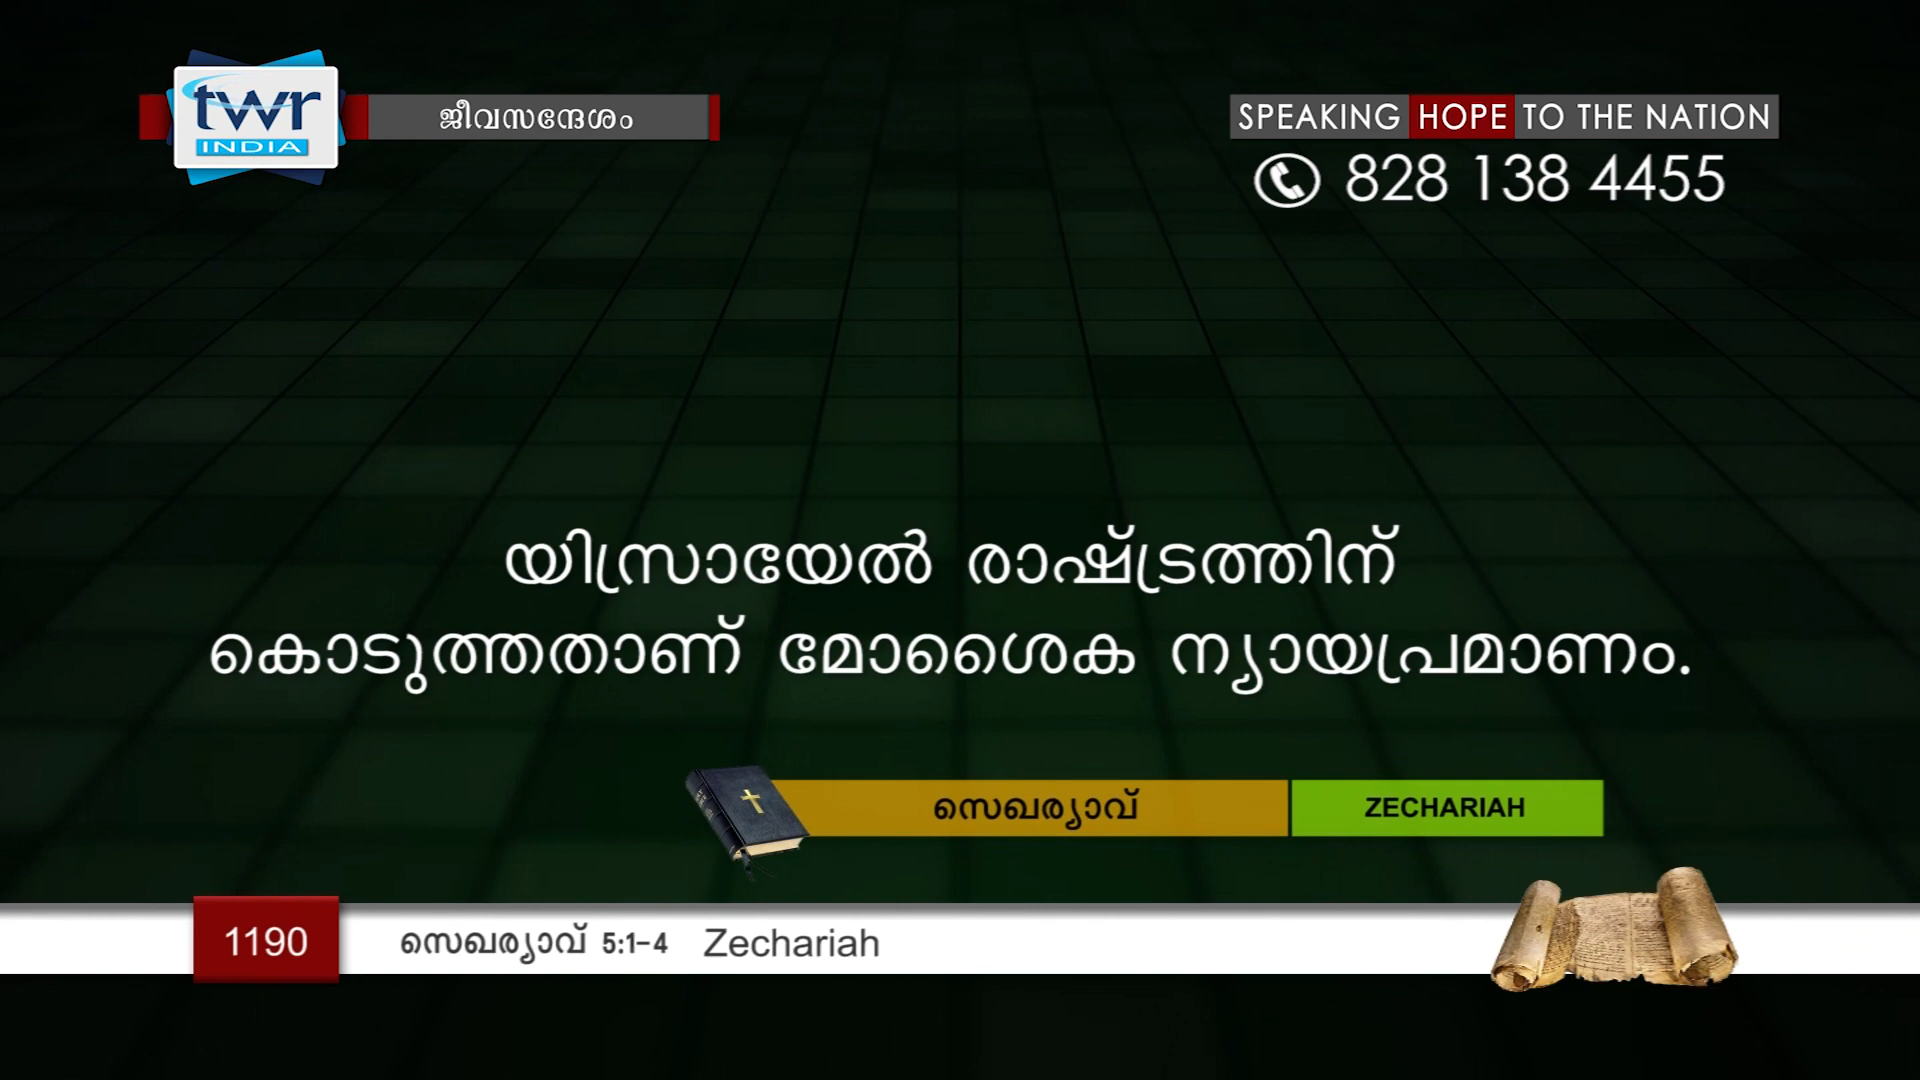 twr
INDIA
ജീവസന്ദേശം
SPEAKING HOPE TO THE NATION
828 138 4455
യിസ്രായേൽ രാഷ്ട്രത്തിന്
കൊടുത്തതാണ് മോശൈക ന്യായപ്രമാണം.
സെഖര്യാവ്
ZECHARIAH
1190
സെഖര്യാവ് 5:1-4 Zechariah